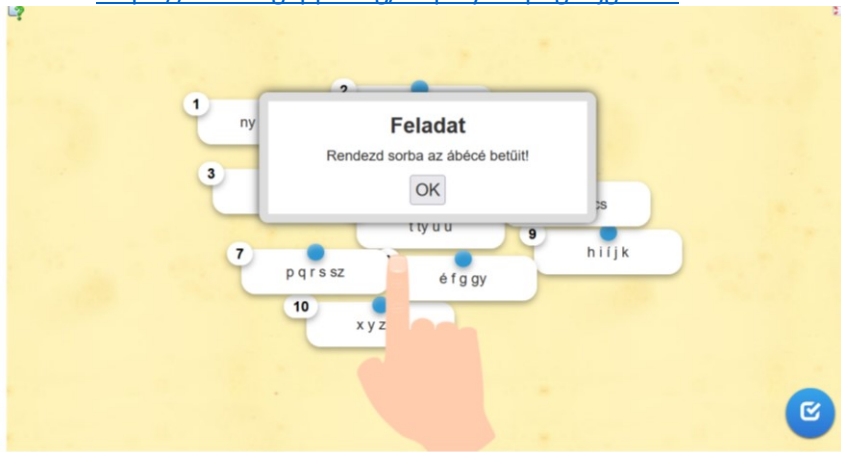 1
2
ny
Feladat
Rendezd sorba az ábécé betűit!
OK
3
cs
t ty u ú
9
h i í j k
7
p q r s sz
é f g gy
10
x y z